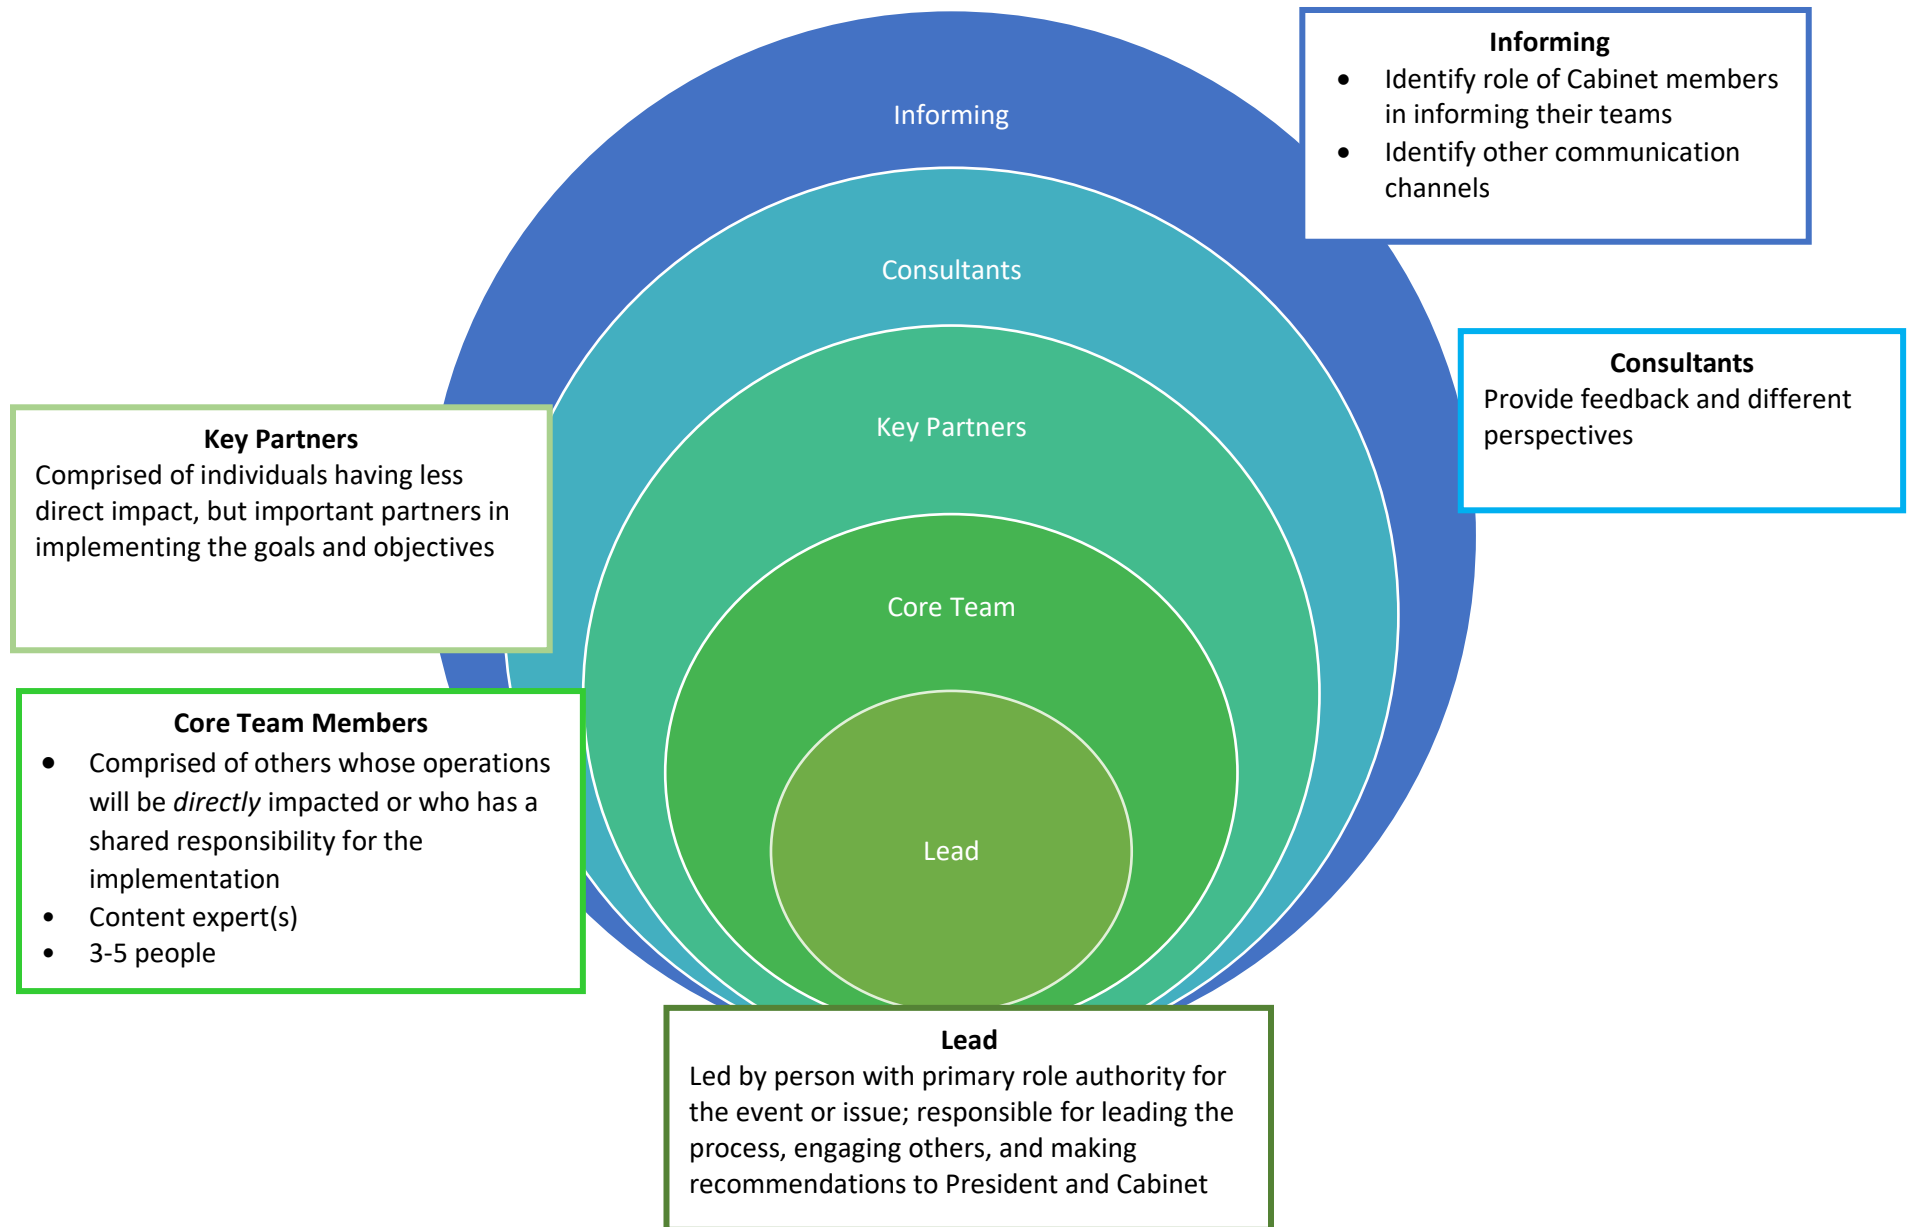 Informing
Consultants
Key Partners
Core Team
Lead
Informing
• Identify role of Cabinet members
in informing their teams
• Identify other communication
channels
Consultants
Provide feedback and different
perspectives
Key Partners
Comprised of individuals having less
direct impact, but important partners in
implementing the goals and objectives
Core Team Members
• Comprised of others whose operations
will be directly impacted or who has a
shared responsibility for the
implementation
• Content expert(s)
• 3-5 people
Lead
Led by person with primary role authority for
the event or issue; responsible for leading the
process, engaging others, and making
recommendations to President and Cabinet